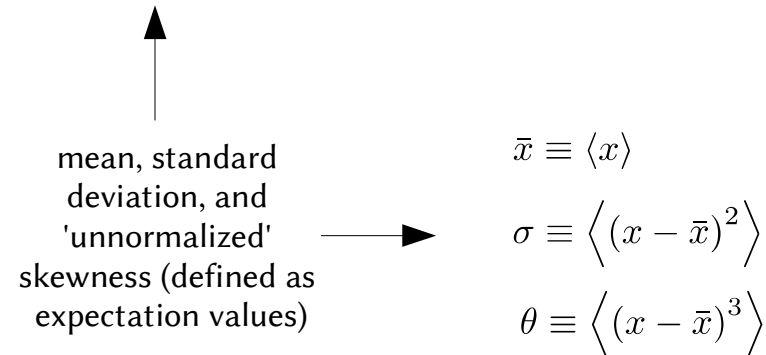 mean, standard
deviation, and
'unnormalized'
skewness (defined as
expectation values)
x̄ ≡ ⟨x⟩
σ ≡ ⟨(x − x̄)²⟩
θ ≡ ⟨(x − x̄)³⟩